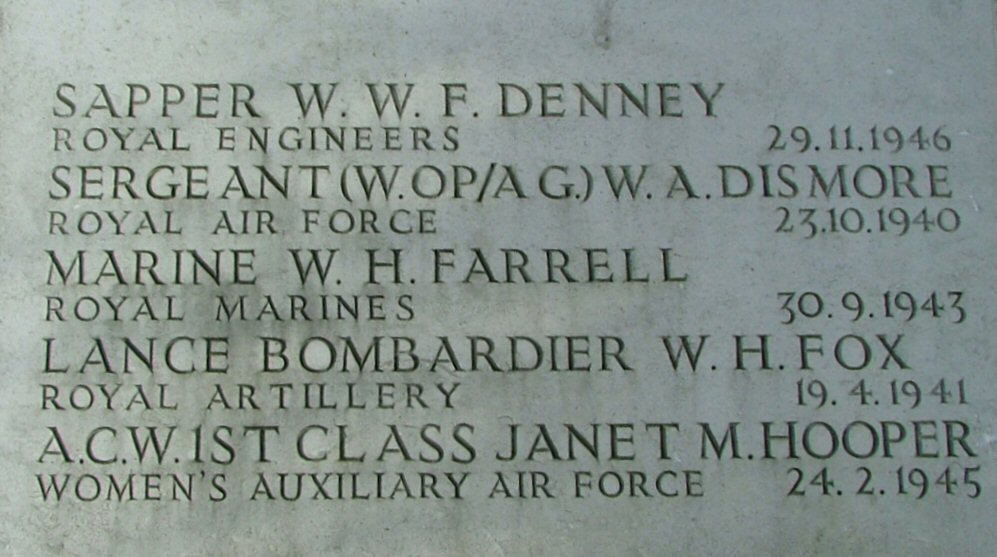 SAPPER W. W. F. DENNEY
ROYAL ENGINEERS 29.11.1946
SERGEANT (W.OP/A G.) W. A. DISMORE
ROYAL AIR FORCE 23.10.1940
MARINE W. H. FARRELL
ROYAL MARINES 30.9.1943
LANCE BOMBARDIER W. H. FOX
ROYAL ARTILLERY 19.4.1941
A.C.W. 1ST CLASS JANET M. HOOPER
WOMEN'S AUXILIARY AIR FORCE 24.2.1945